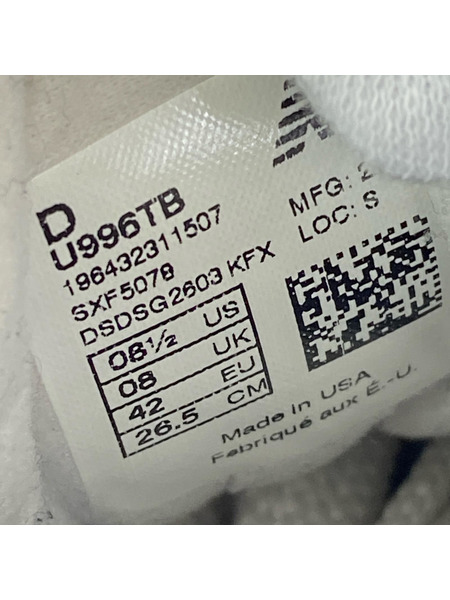 D
U996TB
196432311507
SXF5078
DSDSG2603 KFX
MFG: 2
LOC: S
08½ US
08 UK
42 EU
26.5 CM
Made in USA
Fabriqué aux É.-U.